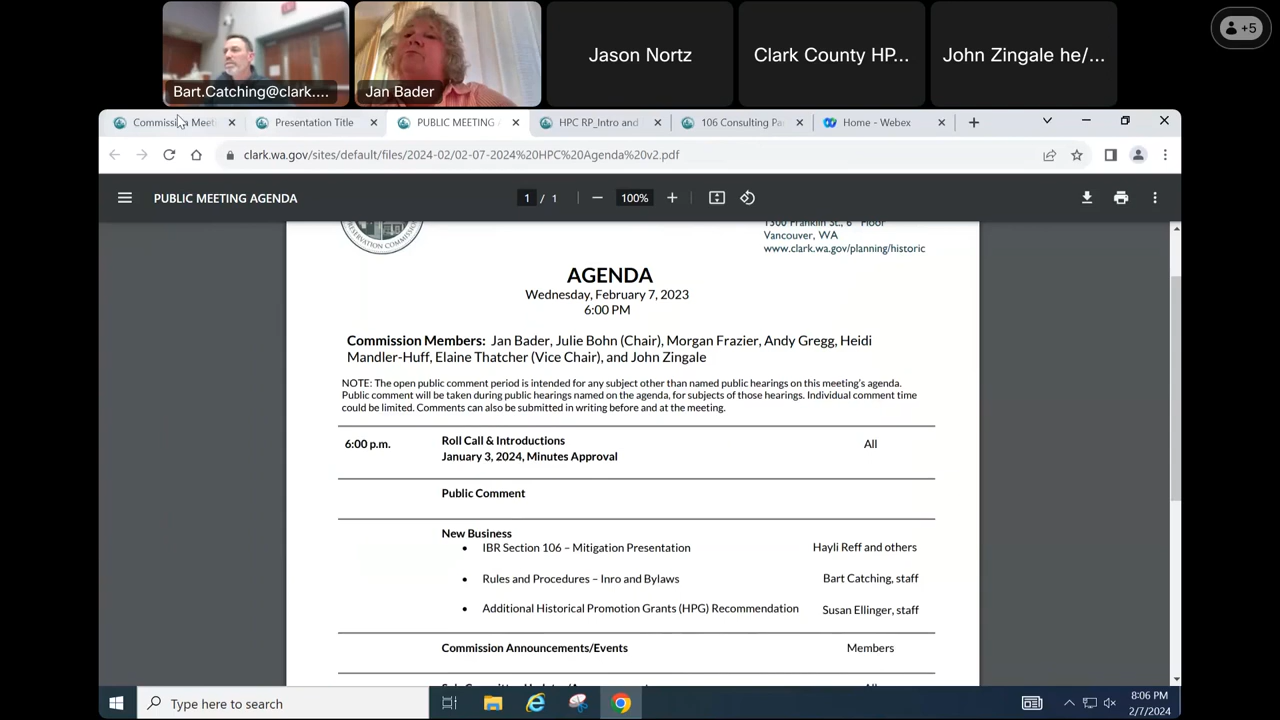 Bart.Catching@clark....
Jan Bader
Jason Nortz
Clark County HP...
John Zingale he/...
+5
Commission Meet
Presentation Title
PUBLIC MEETING
HPC RP_Intro and
106 Consulting Pa
Home - Webex
clark.wa.gov/sites/default/files/2024-02/02-07-2024%20HPC%20Agenda%20v2.pdf
PUBLIC MEETING AGENDA
1 / 1
100%
PRESERVATION COMMISSION
1300 Franklin St., 6th Floor
Vancouver, WA
www.clark.wa.gov/planning/historic
AGENDA
Wednesday, February 7, 2023
6:00 PM
Commission Members: Jan Bader, Julie Bohn (Chair), Morgan Frazier, Andy Gregg, Heidi
Mandler-Huff, Elaine Thatcher (Vice Chair), and John Zingale
NOTE: The open public comment period is intended for any subject other than named public hearings on this meeting's agenda.
Public comment will be taken during public hearings named on the agenda, for subjects of those hearings. Individual comment time
could be limited. Comments can also be submitted in writing before and at the meeting.
6:00 p.m. Roll Call & Introductions All
January 3, 2024, Minutes Approval
Public Comment
New Business
• IBR Section 106 – Mitigation Presentation Hayli Reff and others
• Rules and Procedures – Inro and Bylaws Bart Catching, staff
• Additional Historical Promotion Grants (HPG) Recommendation Susan Ellinger, staff
Commission Announcements/Events Members
Type here to search
8:06 PM
2/7/2024